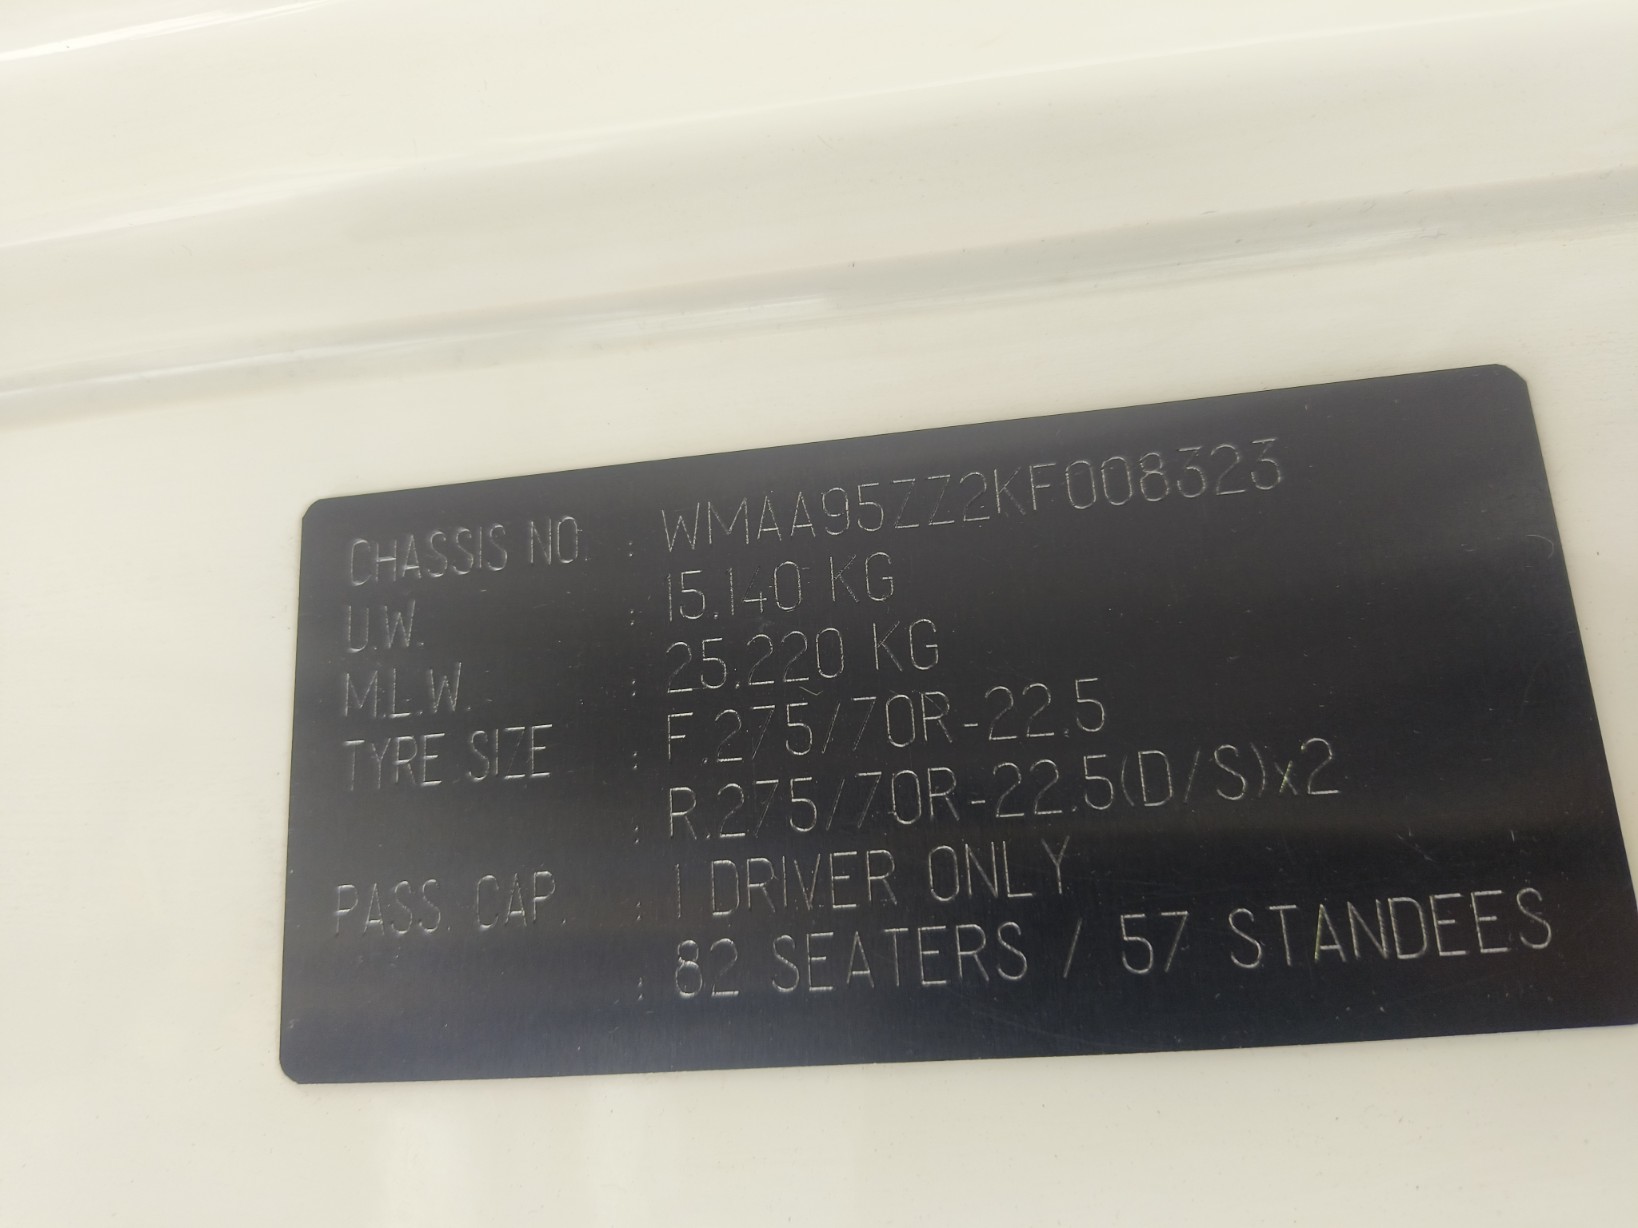 CHASSIS NO. : WMAA95ZZ2KF008323
U.W. : 15.140 KG
M.L.W. : 25.220 KG
TYRE SIZE : F.275/70R-22.5
: R.275/70R-22.5(D/S)x2
PASS. CAP. : 1 DRIVER ONLY
: 82 SEATERS / 57 STANDEES